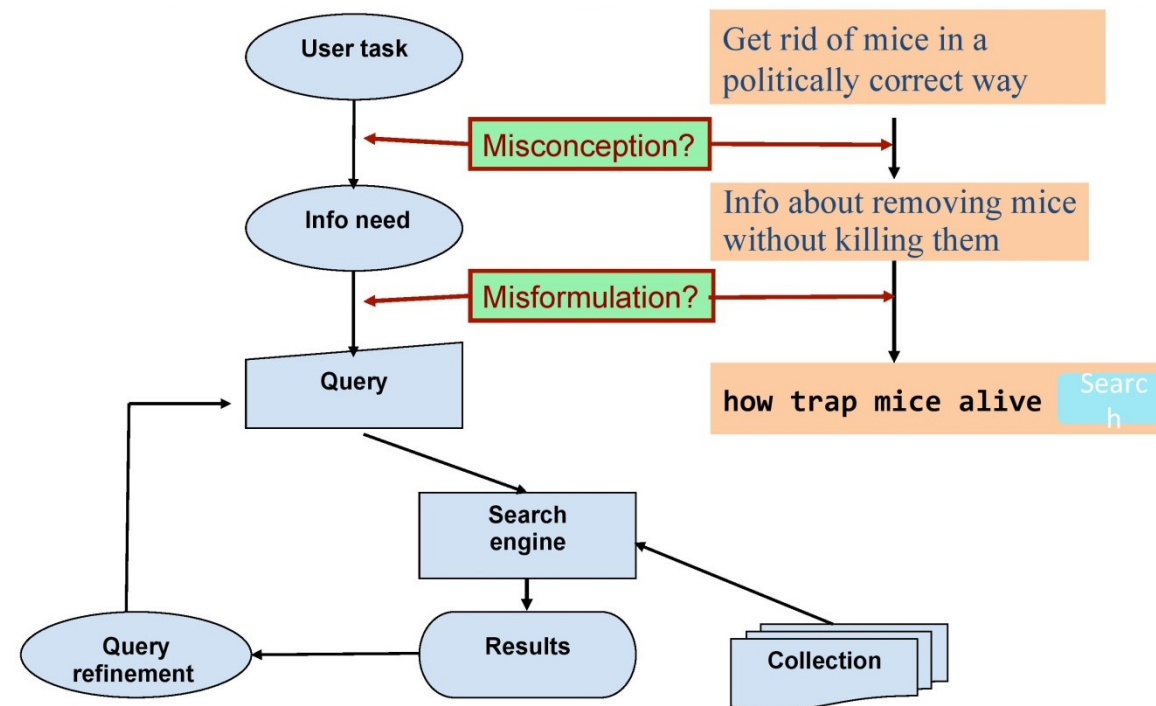 User task
Get rid of mice in a
politically correct way
Misconception?
Info need
Info about removing mice
without killing them
Misformulation?
Query
how trap mice alive
Searc
h
Search
engine
Query
refinement
Results
Collection